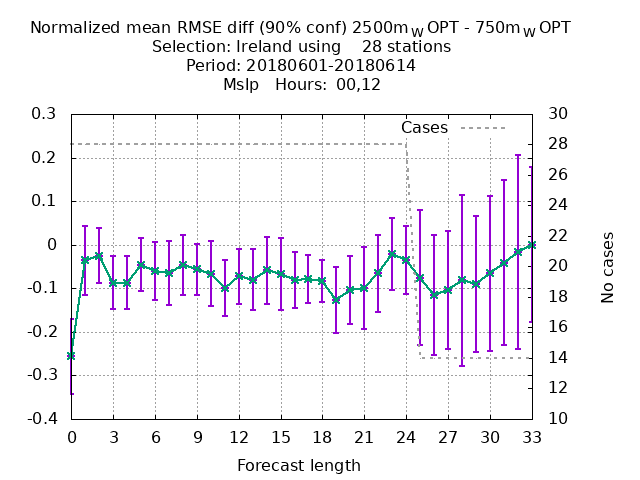 Normalized mean RMSE diff (90% conf) 2500m_W OPT - 750m_W OPT
Selection: Ireland using    28 stations
Period: 20180601-20180614
Mslp   Hours:  00,12
Cases
0.3
0.2
0.1
0
-0.1
-0.2
-0.3
-0.4
30
28
26
24
22
20
18
16
14
12
10
No cases
0 3 6 9 12 15 18 21 24 27 30 33
Forecast length